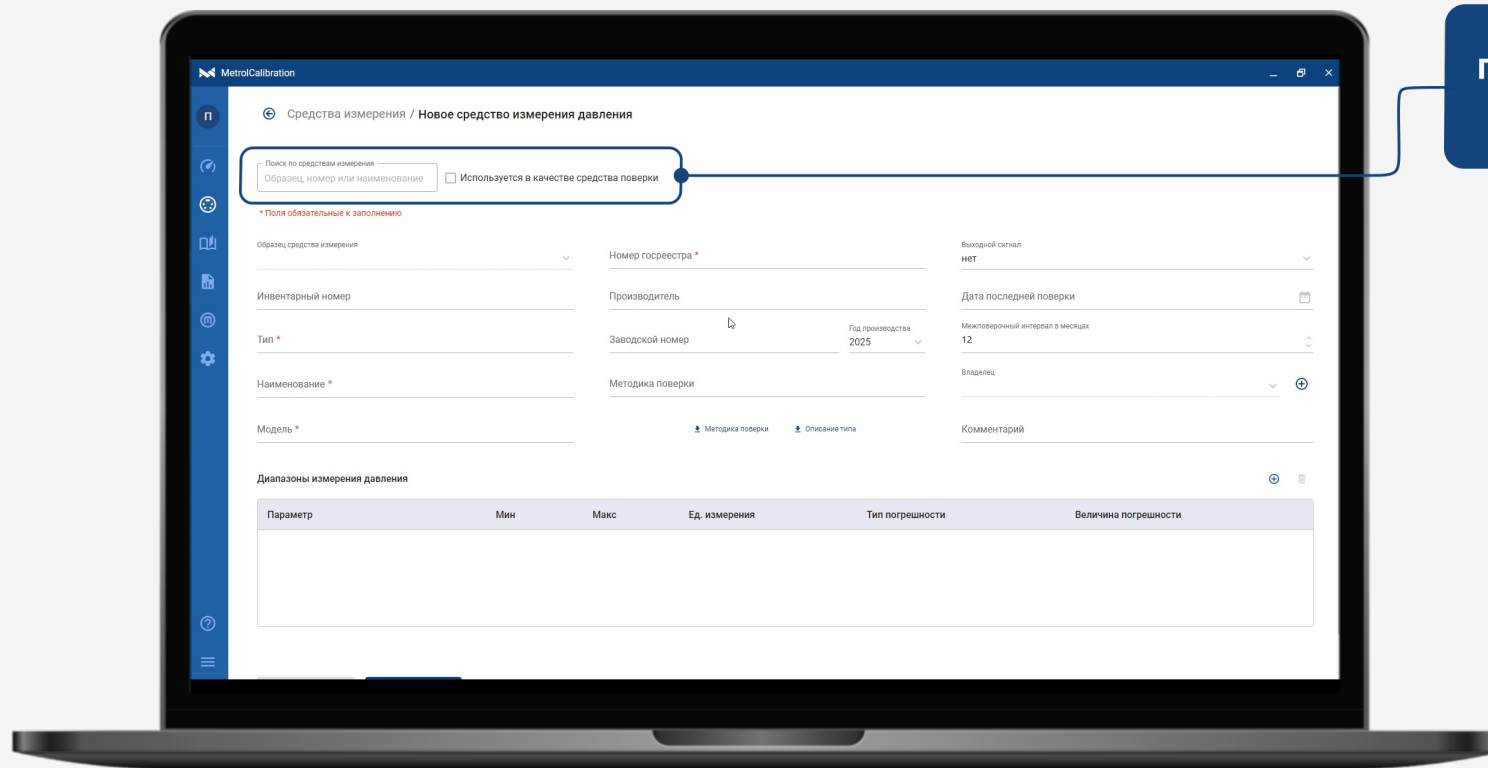 MetrolCalibration
П
Средства измерения / Новое средство измерения давления
Поиск по средствам измерения
Образец, номер или наименование
Используется в качестве средства поверки
* Поля обязательные к заполнению
Образец средства измерения
Номер госреестра *
Выходной сигнал
нет
Инвентарный номер
Производитель
Дата последней поверки
Тип *
Заводской номер
Год производства
2025
Межповерочный интервал в месяцах
12
Наименование *
Методика поверки
Владелец
Модель *
Методика поверки
Описание типа
Комментарий
Диапазоны измерения давления
Параметр Мин Макс Ед. измерения Тип погрешности Величина погрешности